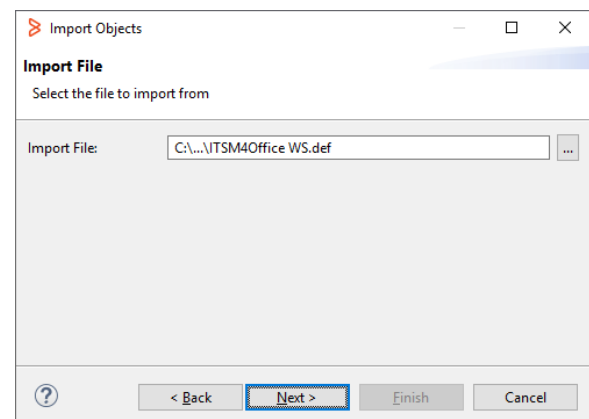 Import Objects
Import File
Select the file to import from
Import File: C:\...\ITSM4Office WS.def ...
? < Back Next > Finish Cancel